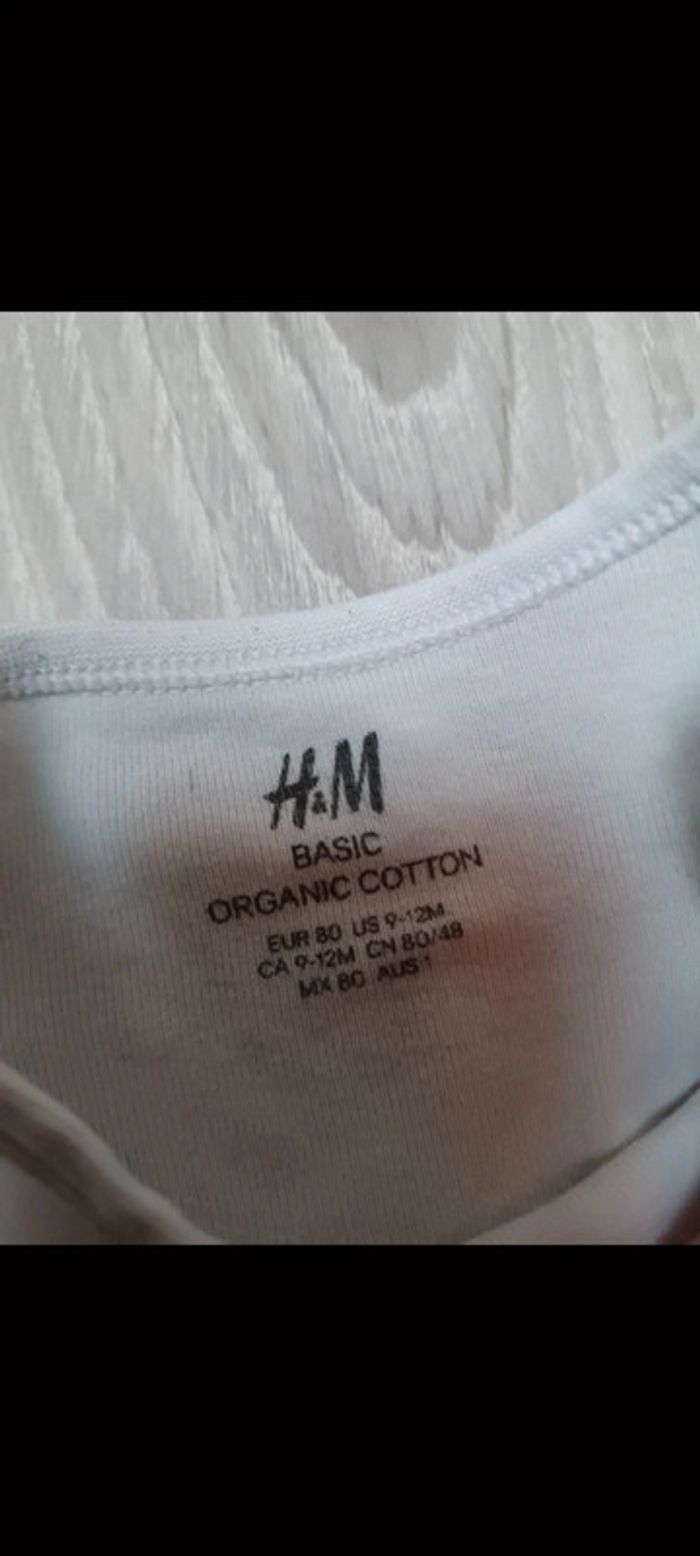 H&M
BASIC
ORGANIC COTTON
EUR 80 US 9-12M
CA 9-12M CN 80/48
MX 80 AUS 1